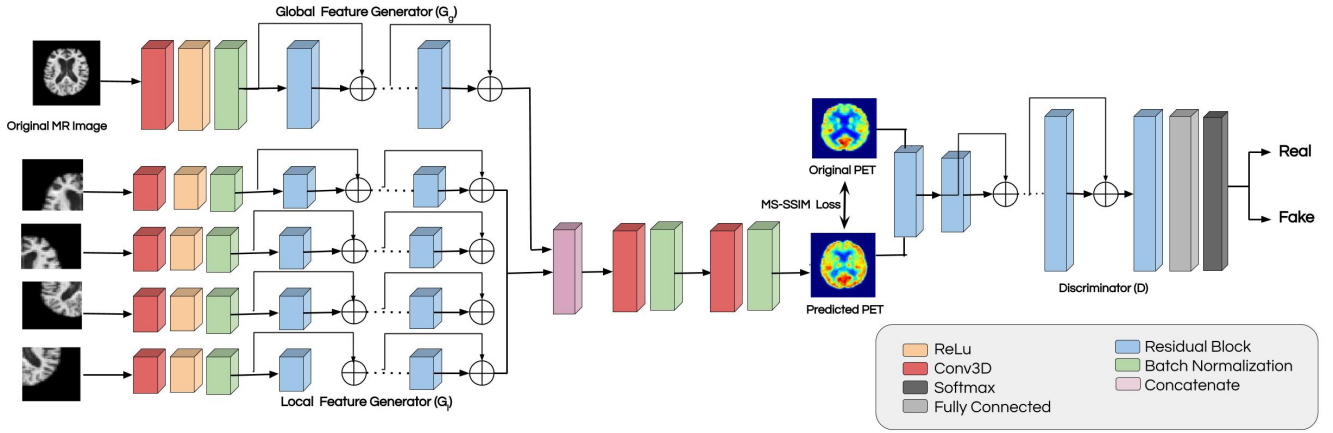 Global Feature Generator (Gg)
Original MR Image
Original PET
MS-SSIM Loss
Predicted PET
Real
Fake
Discriminator (D)
Local Feature Generator (Gl)
ReLu
Conv3D
Softmax
Fully Connected
Residual Block
Batch Normalization
Concatenate